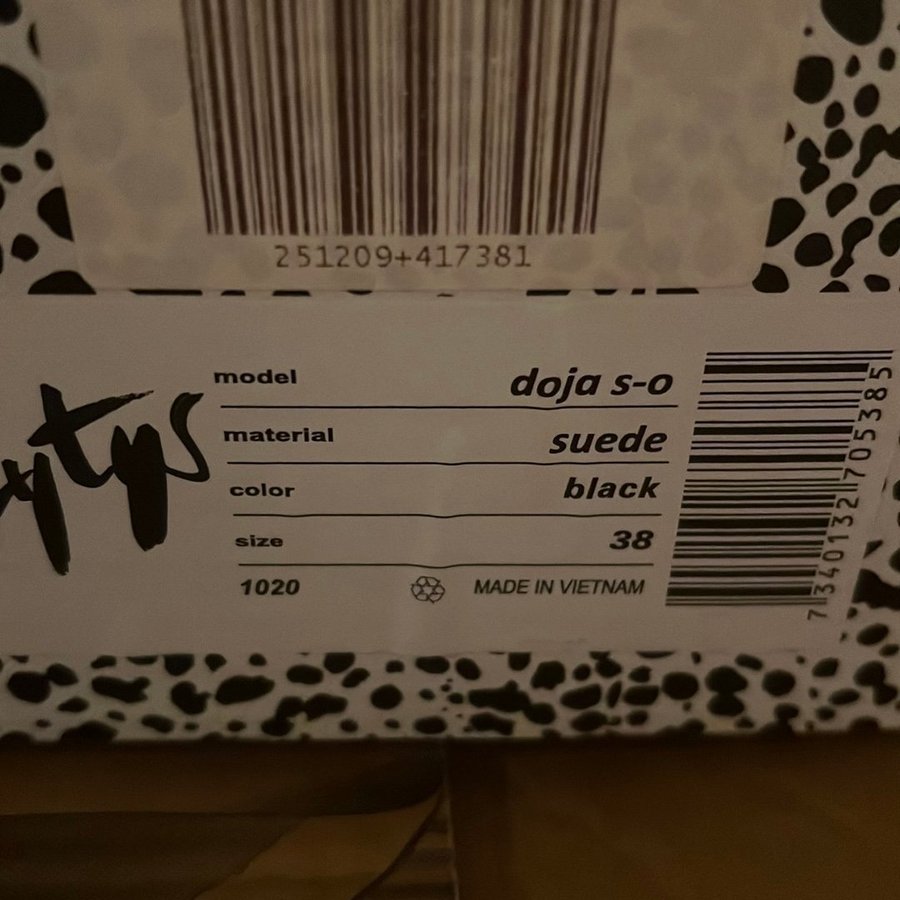 251209+417381
model doja s-o
material suede
color black
size 38
1020 MADE IN VIETNAM
7340132705385